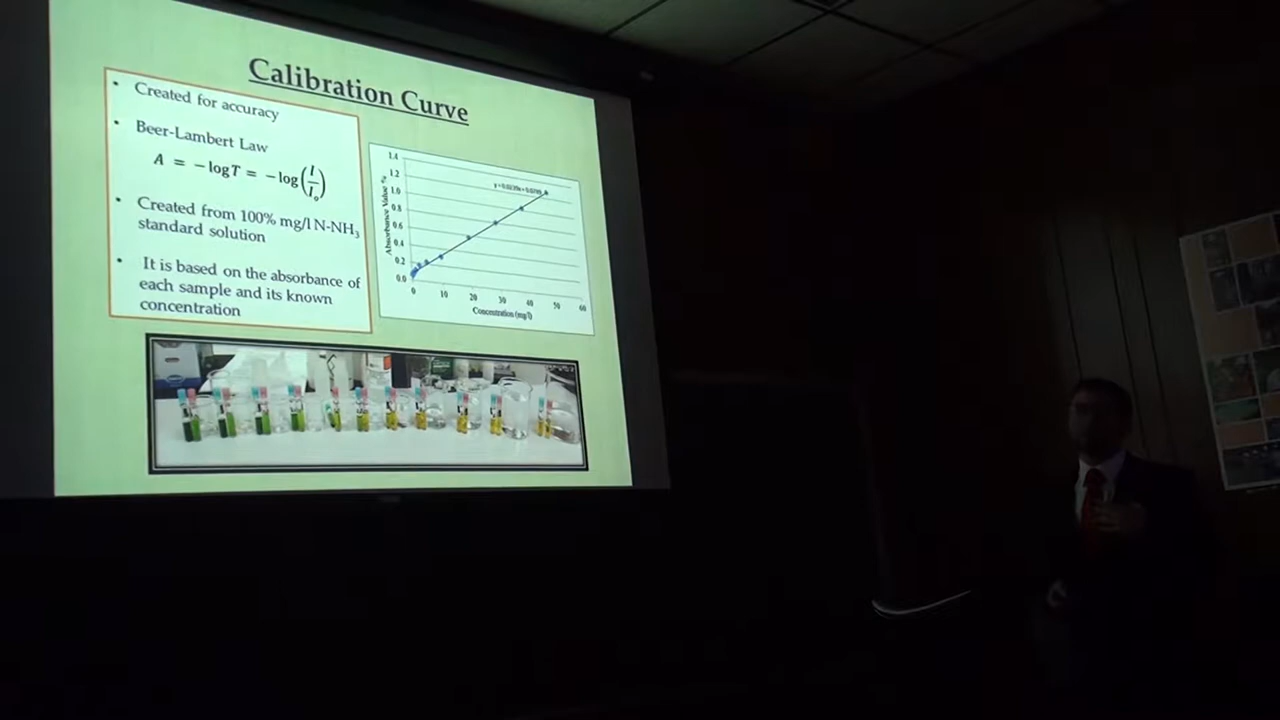 Calibration Curve
• Created for accuracy
• Beer-Lambert Law
A = −logT = −log(I/I₀)
• Created from 100% mg/l N-NH₃
standard solution
• It is based on the absorbance of
each sample and its known
concentration
Absorbance Value %
1.4
1.2
1.0
0.8
0.6
0.4
0.2
0.0
0 10 20 30 40 50 60
Concentration (mg/l)